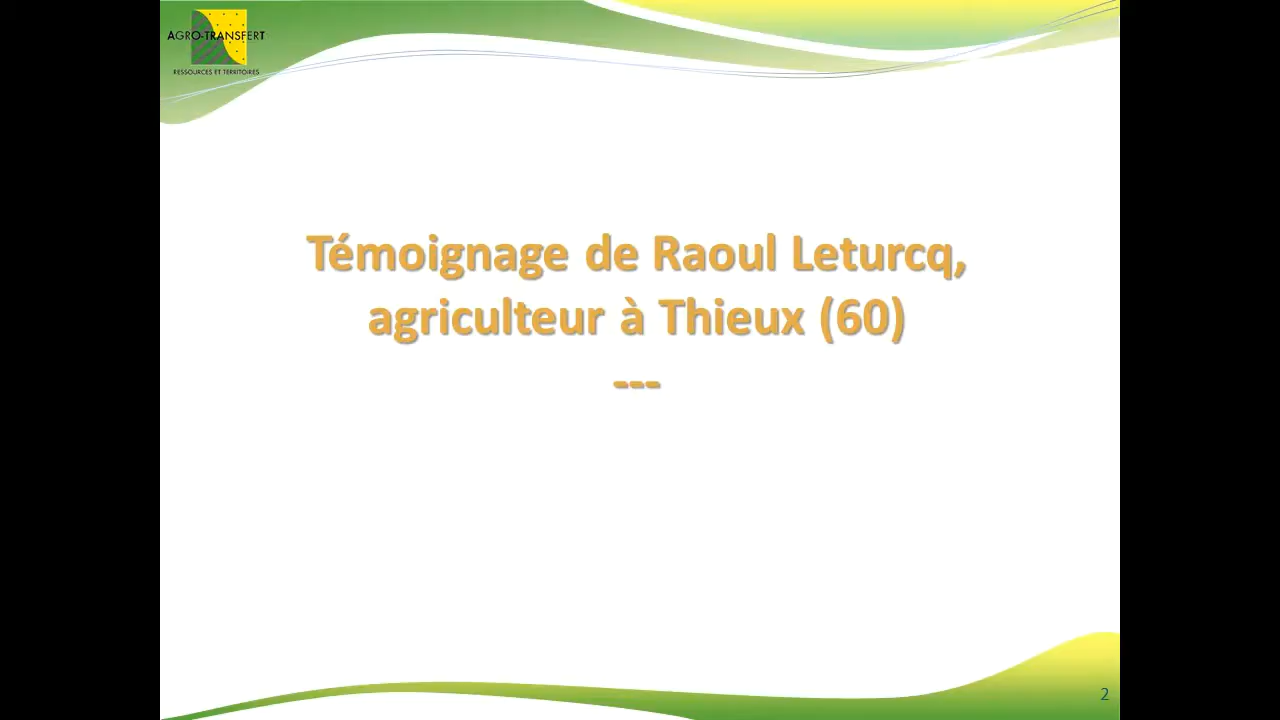 AGRO-TRANSFERT
RESSOURCES ET TERRITOIRES
Témoignage de Raoul Leturcq,
agriculteur à Thieux (60)
---
2